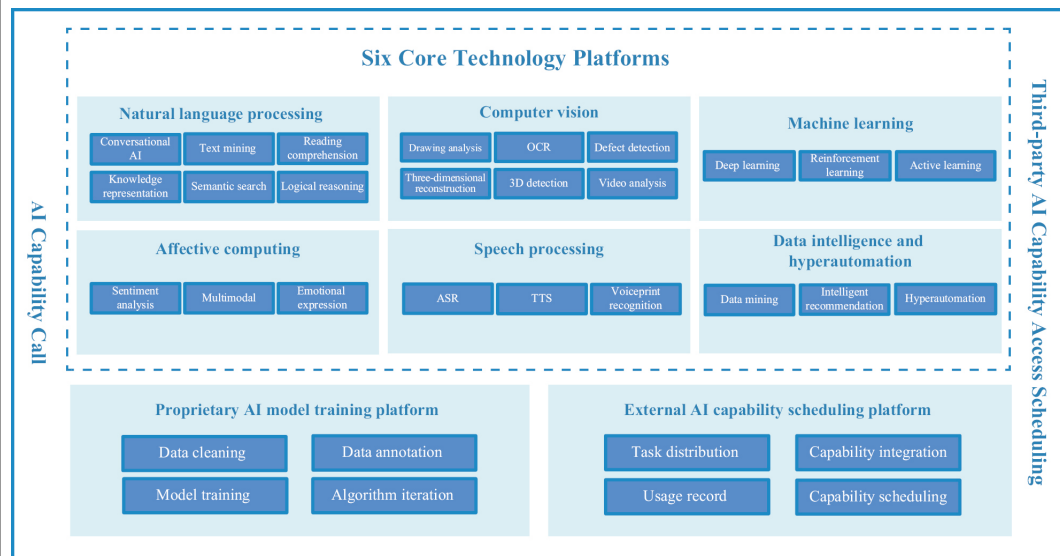 Six Core Technology Platforms
Natural language processing
Conversational
AI
Text mining
Reading
comprehension
Knowledge
representation
Semantic search
Logical reasoning
Computer vision
Drawing analysis
OCR
Defect detection
Three-dimensional
reconstruction
3D detection
Video analysis
Machine learning
Deep learning
Reinforcement
learning
Active learning
Affective computing
Sentiment
analysis
Multimodal
Emotional
expression
Speech processing
ASR
TTS
Voiceprint
recognition
Data intelligence and
hyperautomation
Data mining
Intelligent
recommendation
Hyperautomation
AI Capability Call
Third-party AI Capability Access Scheduling
Proprietary AI model training platform
Data cleaning
Data annotation
Model training
Algorithm iteration
External AI capability scheduling platform
Task distribution
Capability integration
Usage record
Capability scheduling